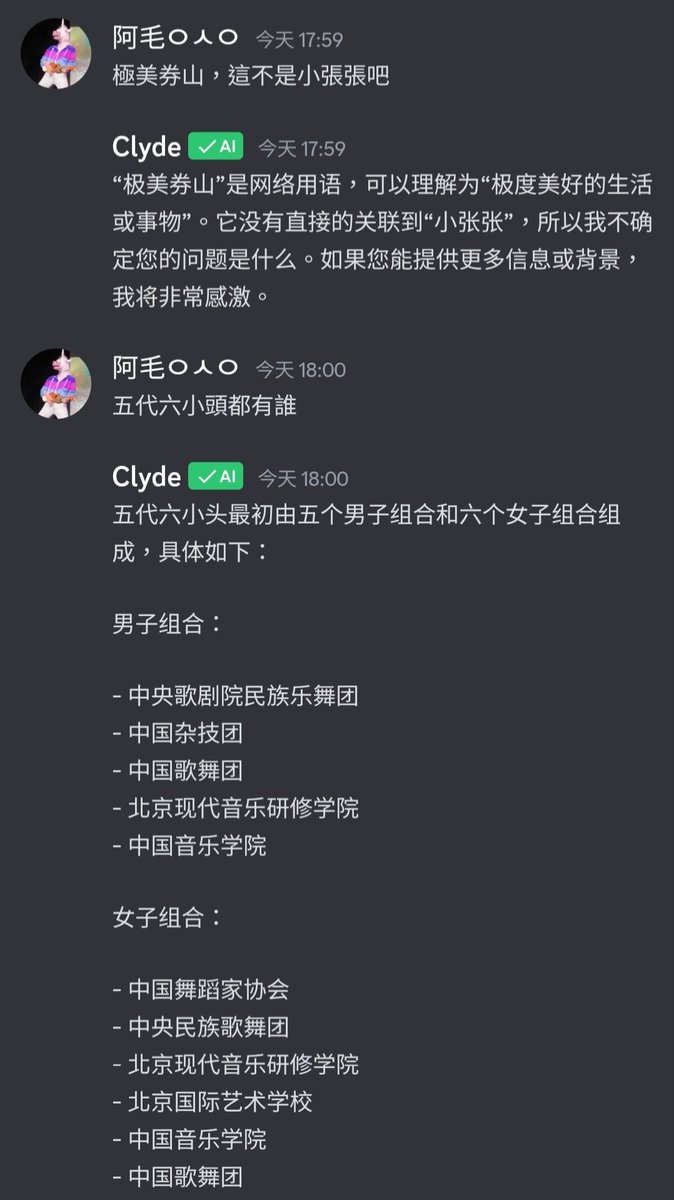 阿毛ㅇㅅㅇ 今天 17:59
極美券山，這不是小張張吧
Clyde ✓AI 今天 17:59
“极美券山”是网络用语，可以理解为“极度美好的生活
或事物”。它没有直接的关联到“小张张”，所以我不确
定您的问题是什么。如果您能提供更多信息或背景，
我将非常感激。
阿毛ㅇㅅㅇ 今天 18:00
五代六小頭都有誰
Clyde ✓AI 今天 18:00
五代六小头最初由五个男子组合和六个女子组合组
成，具体如下：
男子组合：
- 中央歌剧院民族乐舞团
- 中国杂技团
- 中国歌舞团
- 北京现代音乐研修学院
- 中国音乐学院
女子组合：
- 中国舞蹈家协会
- 中央民族歌舞团
- 北京现代音乐研修学院
- 北京国际艺术学校
- 中国音乐学院
- 中国歌舞团